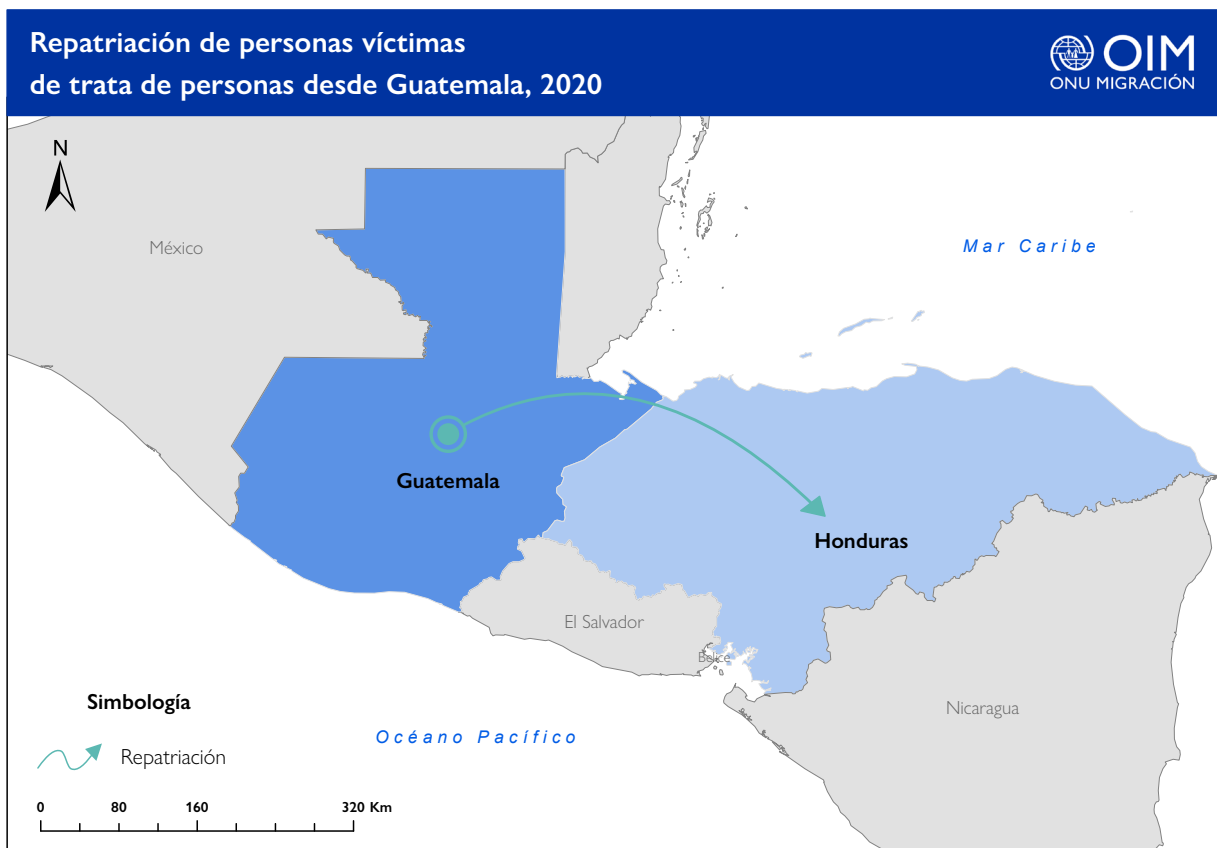 Repatriación de personas víctimas
de trata de personas desde Guatemala, 2020
OIM
ONU MIGRACIÓN
N
México
Mar Caribe
Guatemala
Honduras
El Salvador
Belice
Nicaragua
Simbología
Océano Pacífico
Repatriación
0 80 160 320 Km